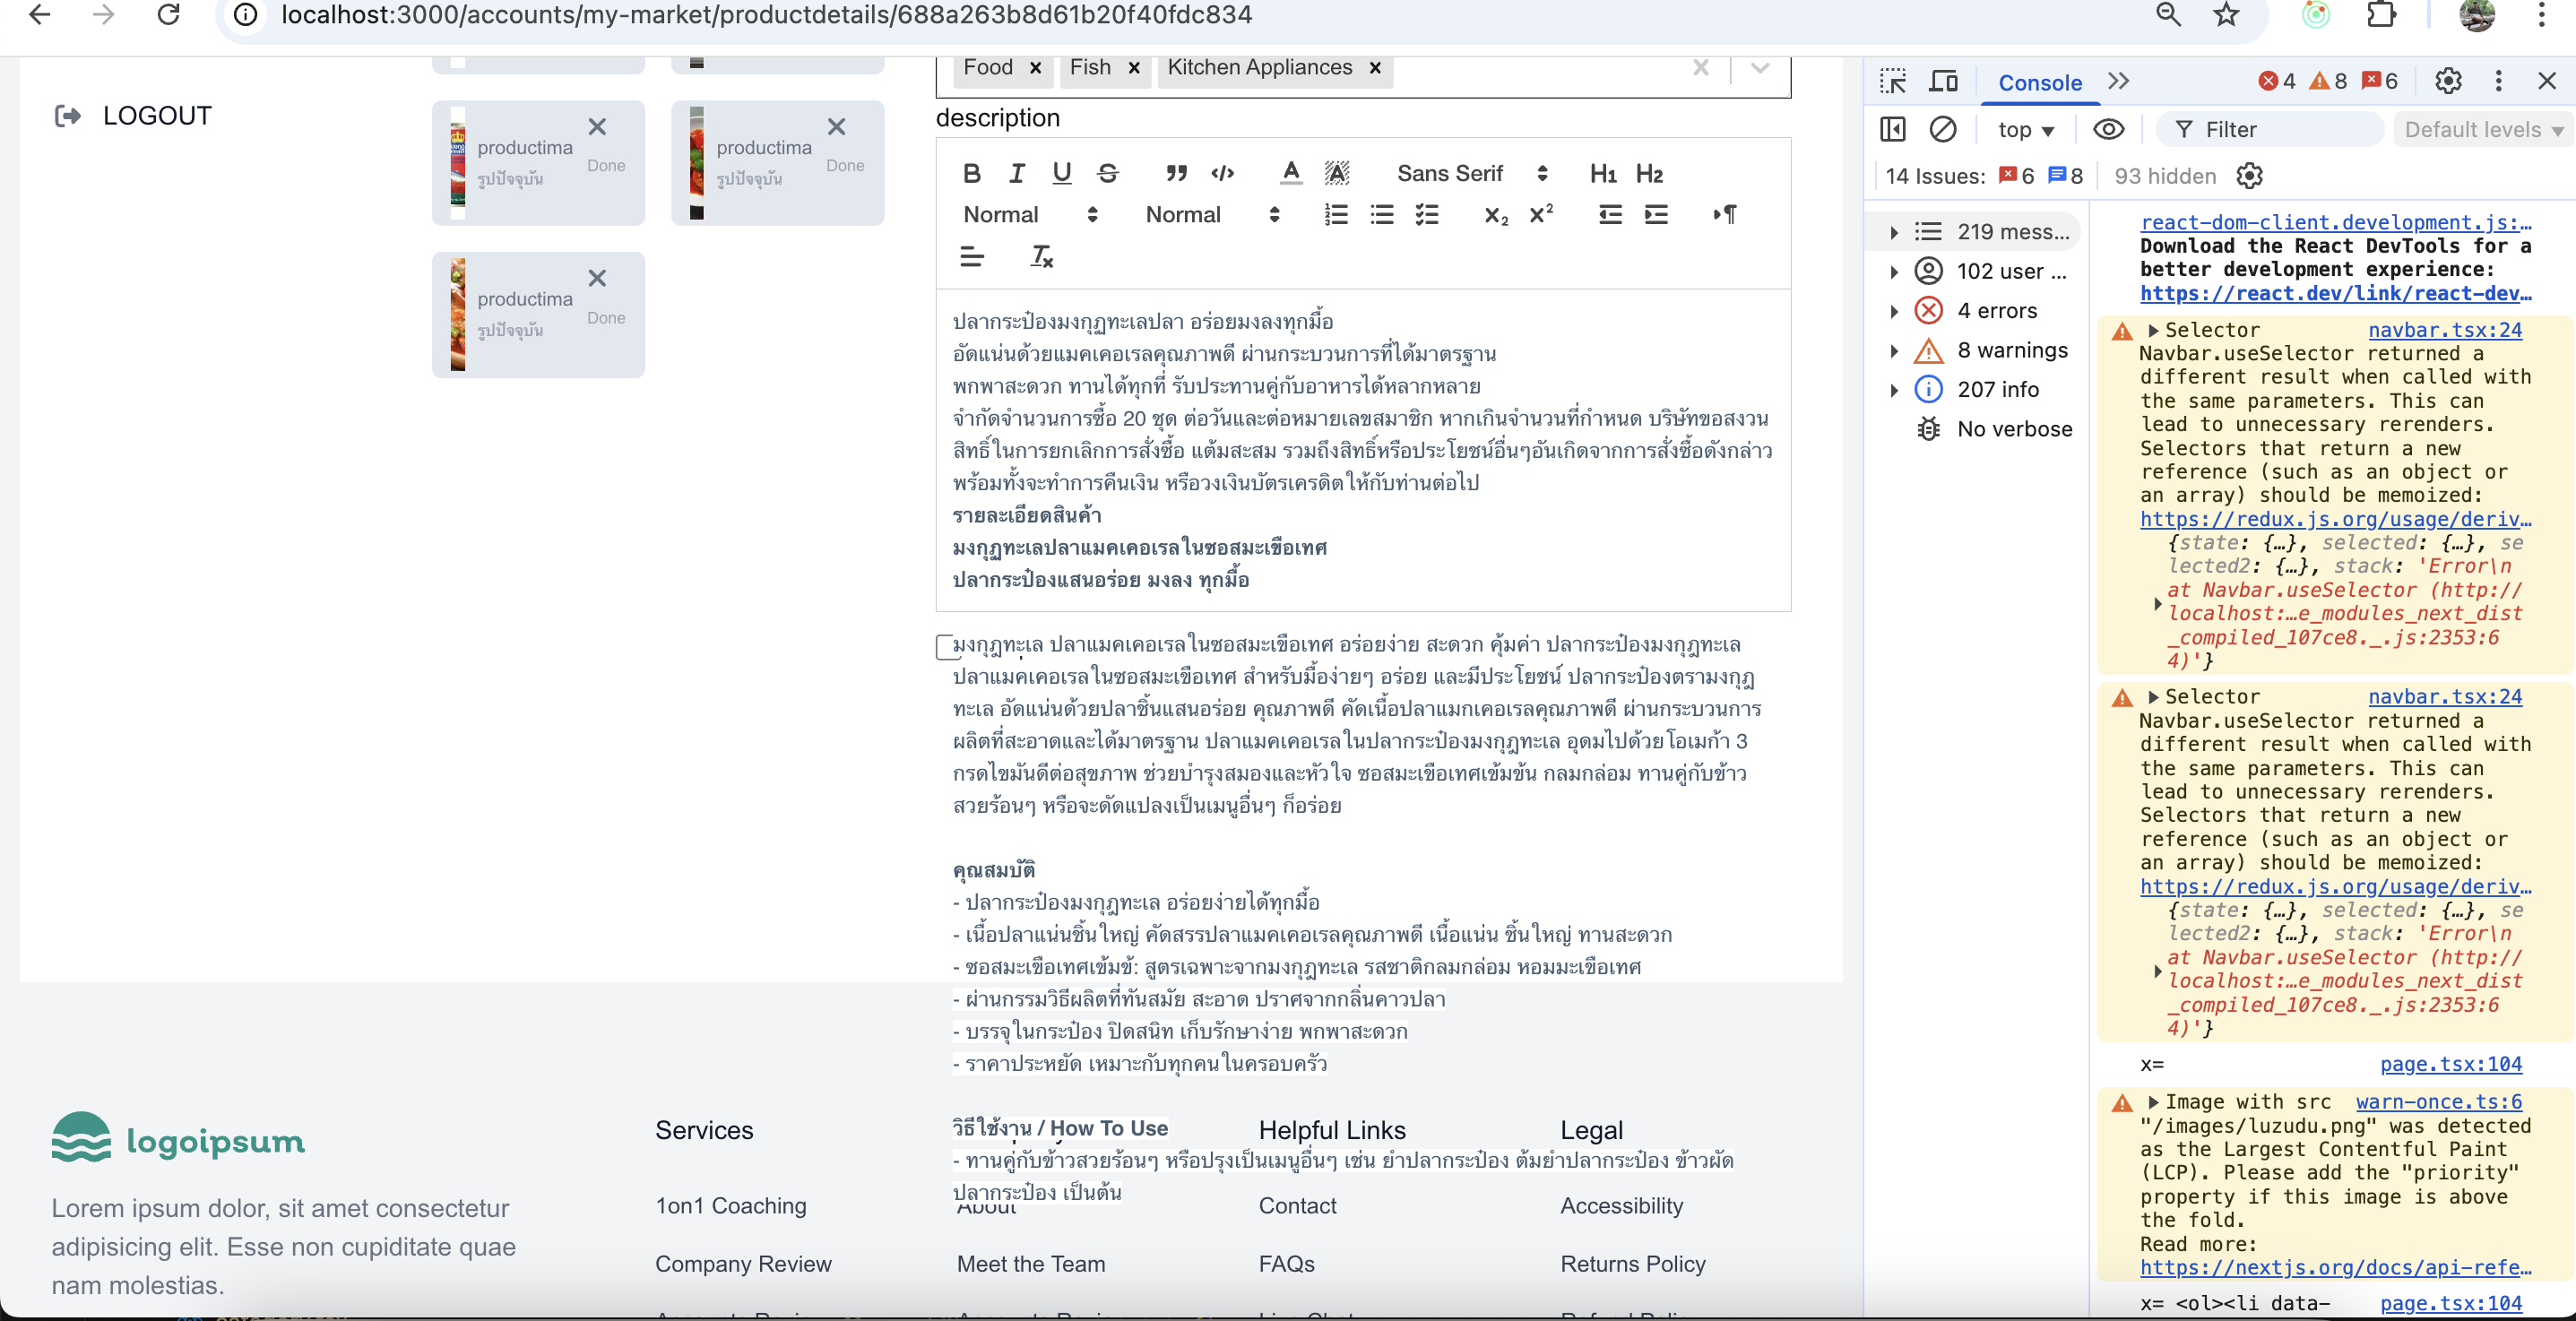 localhost:3000/accounts/my-market/productdetails/688a263b8d61b20f40fdc834
LOGOUT
productima
รูปปัจจุบัน
Done
productima
รูปปัจจุบัน
Done
productima
รูปปัจจุบัน
Done
Food × Fish × Kitchen Appliances ×
description
Sans Serif H1 H2
Normal Normal
ปลากระป๋องมงกุฏทะเลปลา อร่อยมงลงทุกมื้อ
อัดแน่นด้วยแมคเคอเรลคุณภาพดี ผ่านกระบวนการที่ได้มาตรฐาน
พกพาสะดวก ทานได้ทุกที่ รับประทานคู่กับอาหารได้หลากหลาย
จำกัดจำนวนการซื้อ 20 ชุด ต่อวันและต่อหมายเลขสมาชิก หากเกินจำนวนที่กำหนด บริษัทขอสงวน
สิทธิ์ในการยกเลิกการสั่งซื้อ แต้มสะสม รวมถึงสิทธิ์หรือประโยชน์อื่นๆอันเกิดจากการสั่งซื้อดังกล่าว
พร้อมทั้งจะทำการคืนเงิน หรือวงเงินบัตรเครดิตให้กับท่านต่อไป
รายละเอียดสินค้า
มงกุฏทะเลปลาแมคเคอเรลในซอสมะเขือเทศ
ปลากระป๋องแสนอร่อย มงลง ทุกมื้อ
มงกุฎทะเล ปลาแมคเคอเรลในซอสมะเขือเทศ อร่อยง่าย สะดวก คุ้มค่า ปลากระป๋องมงกุฎทะเล
ปลาแมคเคอเรลในซอสมะเขือเทศ สำหรับมื้อง่ายๆ อร่อย และมีประโยชน์ ปลากระป๋องตรามงกุฎ
ทะเล อัดแน่นด้วยปลาชิ้นแสนอร่อย คุณภาพดี คัดเนื้อปลาแมกเคอเรลคุณภาพดี ผ่านกระบวนการ
ผลิตที่สะอาดและได้มาตรฐาน ปลาแมคเคอเรลในปลากระป๋องมงกุฎทะเล อุดมไปด้วยโอเมก้า 3
กรดไขมันดีต่อสุขภาพ ช่วยบำรุงสมองและหัวใจ ซอสมะเขือเทศเข้มข้น กลมกล่อม ทานคู่กับข้าว
สวยร้อนๆ หรือจะดัดแปลงเป็นเมนูอื่นๆ ก็อร่อย
คุณสมบัติ
- ปลากระป๋องมงกุฎทะเล อร่อยง่ายได้ทุกมื้อ
- เนื้อปลาแน่นชิ้นใหญ่ คัดสรรปลาแมคเคอเรลคุณภาพดี เนื้อแน่น ชิ้นใหญ่ ทานสะดวก
- ซอสมะเขือเทศเข้มข้: สูตรเฉพาะจากมงกุฎทะเล รสชาติกลมกล่อม หอมมะเขือเทศ
- ผ่านกรรมวิธีผลิตที่ทันสมัย สะอาด ปราศจากกลิ่นคาวปลา
- บรรจุในกระป๋อง ปิดสนิท เก็บรักษาง่าย พกพาสะดวก
- ราคาประหยัด เหมาะกับทุกคนในครอบครัว
วิธีใช้งาน / How To Use
- ทานคู่กับข้าวสวยร้อนๆ หรือปรุงเป็นเมนูอื่นๆ เช่น ยำปลากระป๋อง ต้มยำปลากระป๋อง ข้าวผัด
ปลากระป๋อง เป็นต้น
logoipsum
Lorem ipsum dolor, sit amet consectetur
adipisicing elit. Esse non cupiditate quae
nam molestias.
Services
1on1 Coaching
Company Review
About
Meet the Team
Helpful Links
Contact
FAQs
Legal
Accessibility
Returns Policy
Console 4 8 6
top Filter Default levels
14 Issues: 6 8 93 hidden
219 mess...
102 user ...
4 errors
8 warnings
207 info
No verbose
react-dom-client.development.js:…
Download the React DevTools for a
better development experience:
https://react.dev/link/react-dev…
Selector navbar.tsx:24
Navbar.useSelector returned a
different result when called with
the same parameters. This can
lead to unnecessary rerenders.
Selectors that return a new
reference (such as an object or
an array) should be memoized:
https://redux.js.org/usage/deriv…
{state: {…}, selected: {…}, se
lected2: {…}, stack: 'Error\n
at Navbar.useSelector (http://
localhost:…e_modules_next_dist
_compiled_107ce8._.js:2353:6
4)'}
Selector navbar.tsx:24
Navbar.useSelector returned a
different result when called with
the same parameters. This can
lead to unnecessary rerenders.
Selectors that return a new
reference (such as an object or
an array) should be memoized:
https://redux.js.org/usage/deriv…
{state: {…}, selected: {…}, se
lected2: {…}, stack: 'Error\n
at Navbar.useSelector (http://
localhost:…e_modules_next_dist
_compiled_107ce8._.js:2353:6
4)'}
x= page.tsx:104
Image with src warn-once.ts:6
"/images/luzudu.png" was detected
as the Largest Contentful Paint
(LCP). Please add the "priority"
property if this image is above
the fold.
Read more:
https://nextjs.org/docs/api-refe…
x= <ol><li data- page.tsx:104